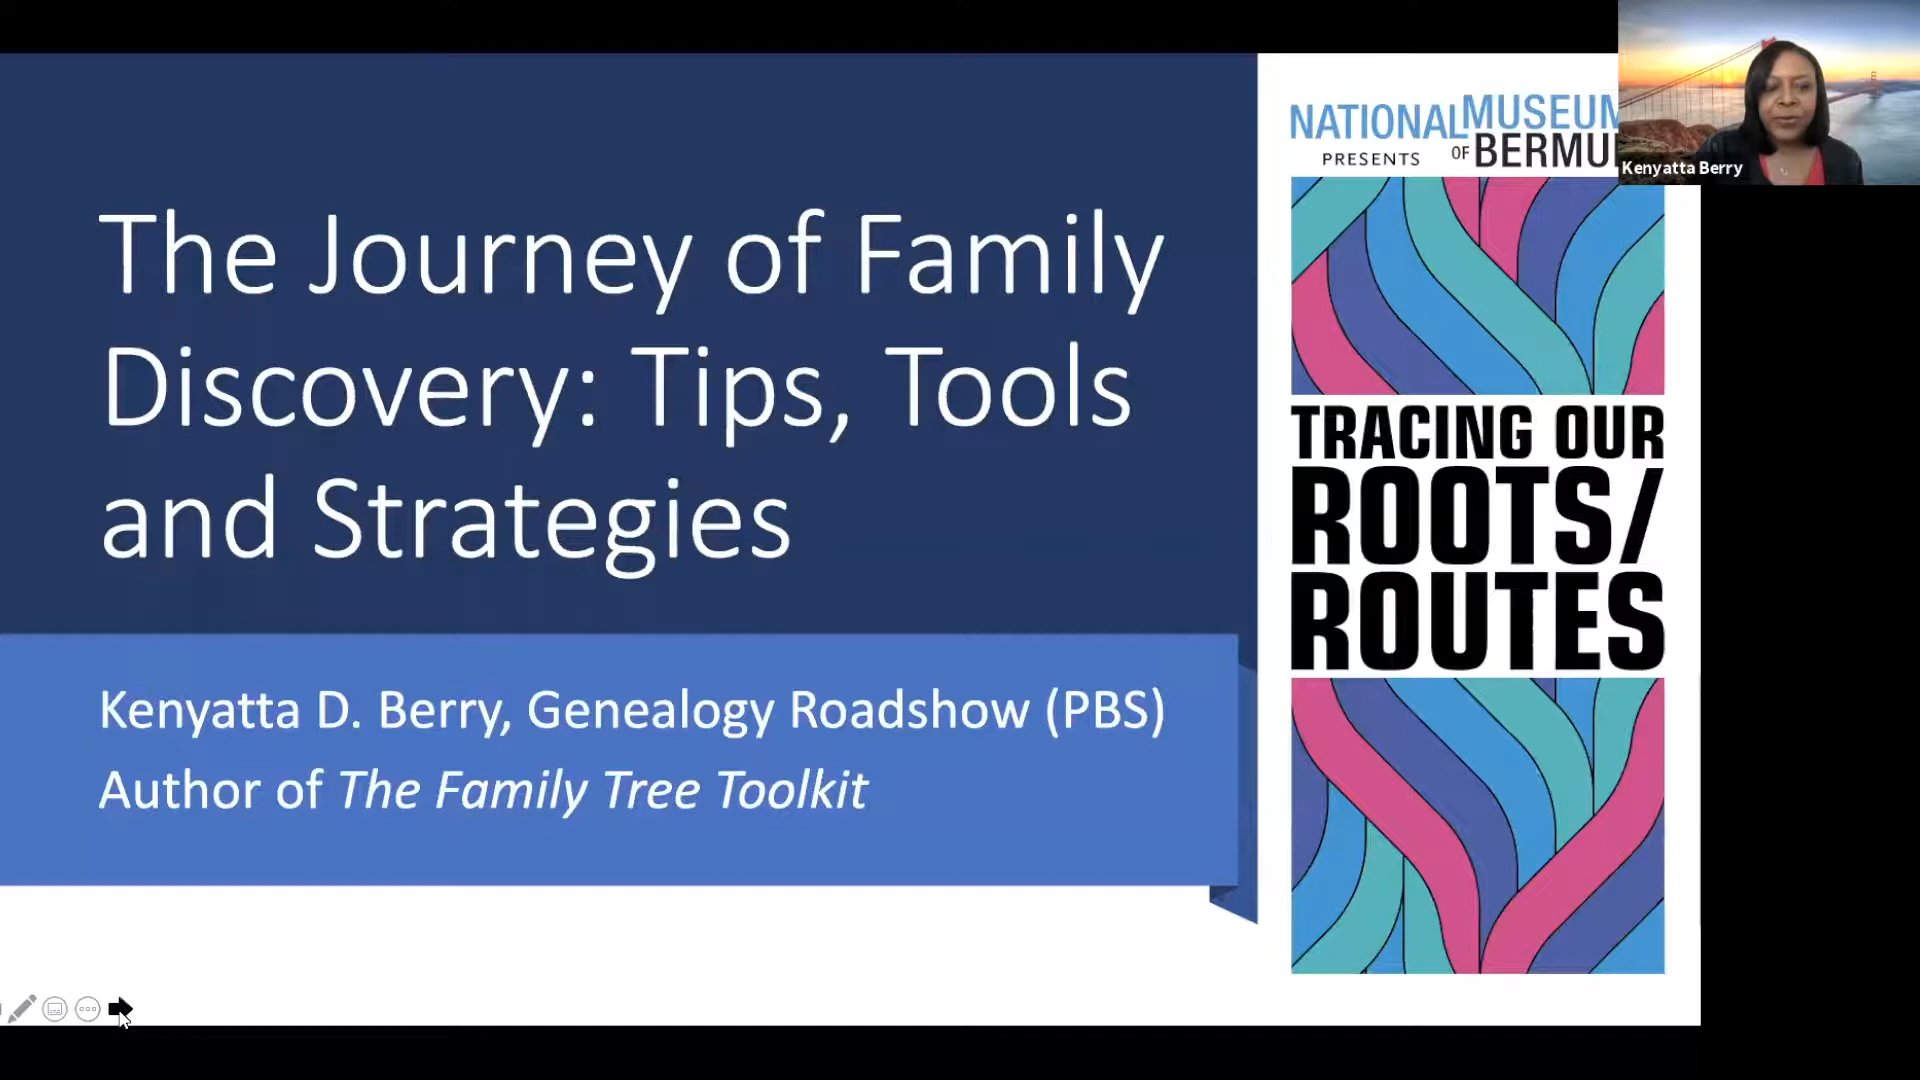 The Journey of Family
Discovery: Tips, Tools
and Strategies
Kenyatta D. Berry, Genealogy Roadshow (PBS)
Author of The Family Tree Toolkit
NATIONAL MUSEUM
PRESENTS OF BERMU
TRACING OUR
ROOTS/
ROUTES
Kenyatta Berry